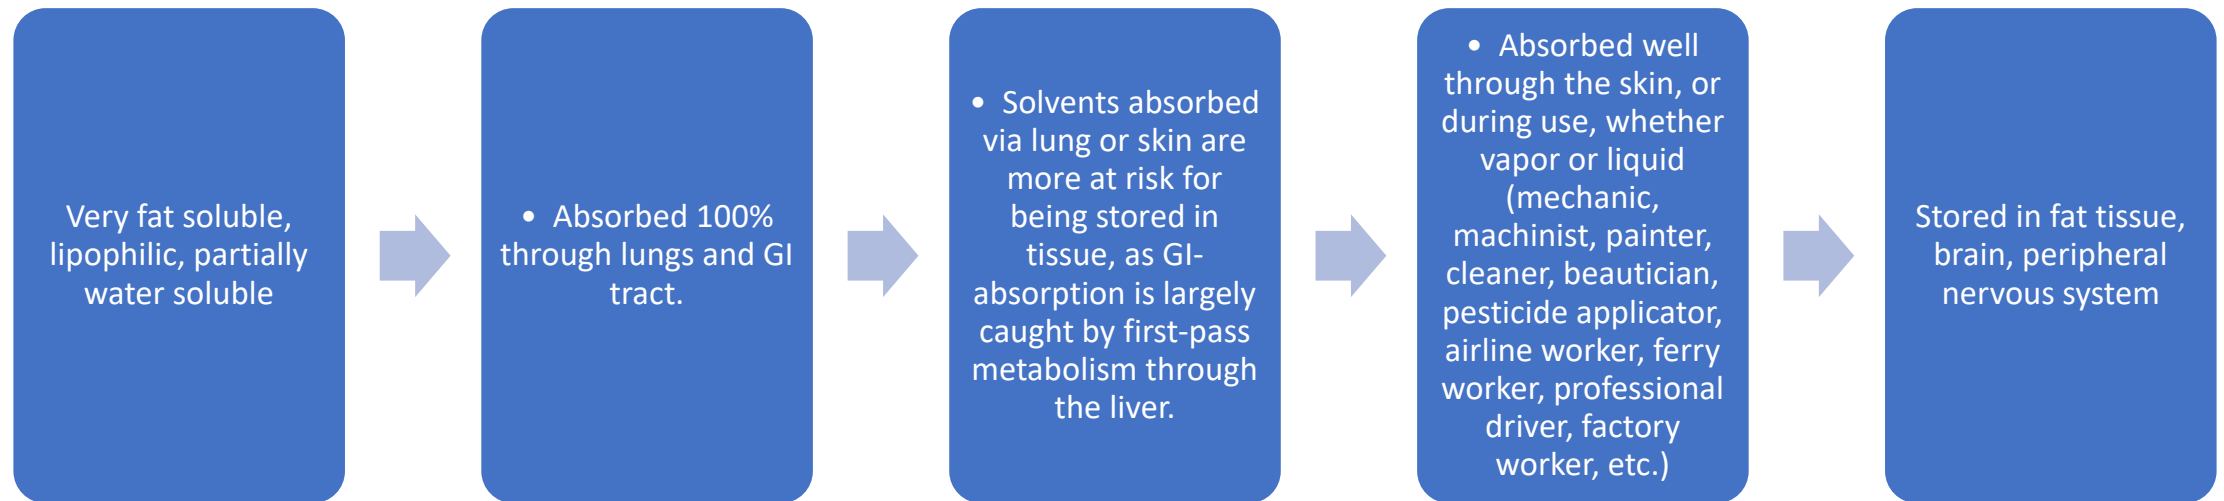 Very fat soluble,
lipophilic, partially
water soluble
• Absorbed 100%
through lungs and GI
tract.
• Solvents absorbed
via lung or skin are
more at risk for
being stored in
tissue, as GI-
absorption is largely
caught by first-pass
metabolism through
the liver.
• Absorbed well
through the skin, or
during use, whether
vapor or liquid
(mechanic,
machinist, painter,
cleaner, beautician,
pesticide applicator,
airline worker, ferry
worker, professional
driver, factory
worker, etc.)
Stored in fat tissue,
brain, peripheral
nervous system